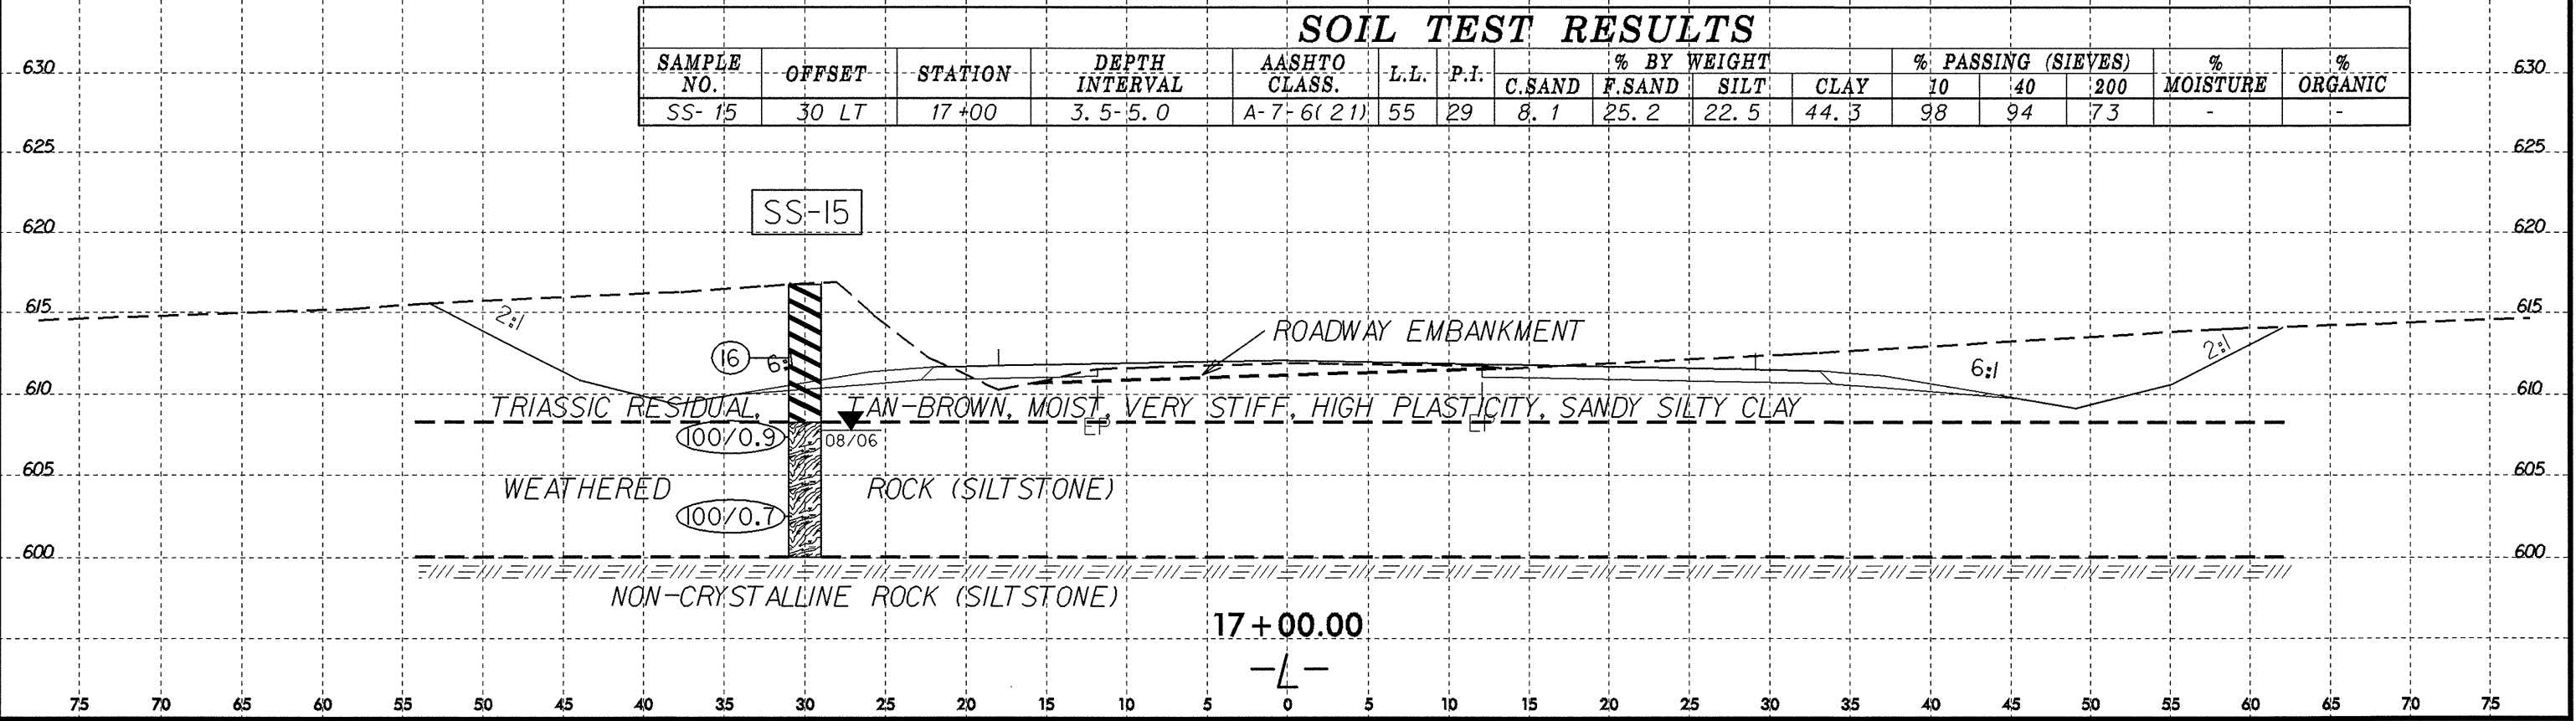 SOIL TEST RESULTS
SAMPLE NO. OFFSET STATION DEPTH INTERVAL AASHTO CLASS. L.L. P.I. % BY WEIGHT % PASSING (SIEVES) % MOISTURE % ORGANIC
C.SAND F.SAND SILT CLAY 10 40 200
SS-15 30 LT 17+00 3.5-5.0 A-7-6(21) 55 29 8.1 25.2 22.5 44.3 98 94 73 - -
630 630
625 625
620 620
SS-15
615 615
2:1
ROADWAY EMBANKMENT
2:1
16
6:
6:1
610 610
TRIASSIC RESIDUAL, TAN-BROWN, MOIST, VERY STIFF, HIGH PLASTICITY, SANDY SILTY CLAY
EP EP
100/0.9
08/06
605 605
WEATHERED ROCK (SILTSTONE)
100/0.7
600 600
NON-CRYSTALLINE ROCK (SILTSTONE)
17+00.00
-L-
75 70 65 60 55 50 45 40 35 30 25 20 15 10 5 0 5 10 15 20 25 30 35 40 45 50 55 60 65 70 75